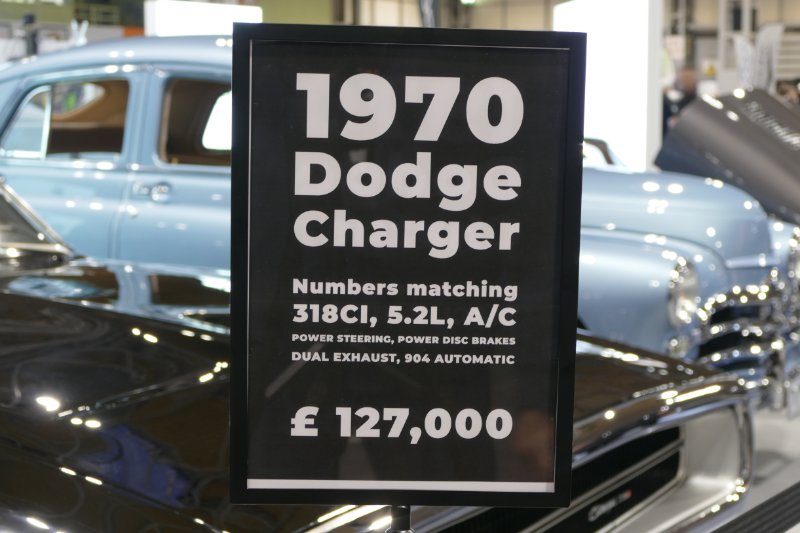 1970
Dodge
Charger
Numbers matching
318CI, 5.2L, A/C
POWER STEERING, POWER DISC BRAKES
DUAL EXHAUST, 904 AUTOMATIC
£ 127,000